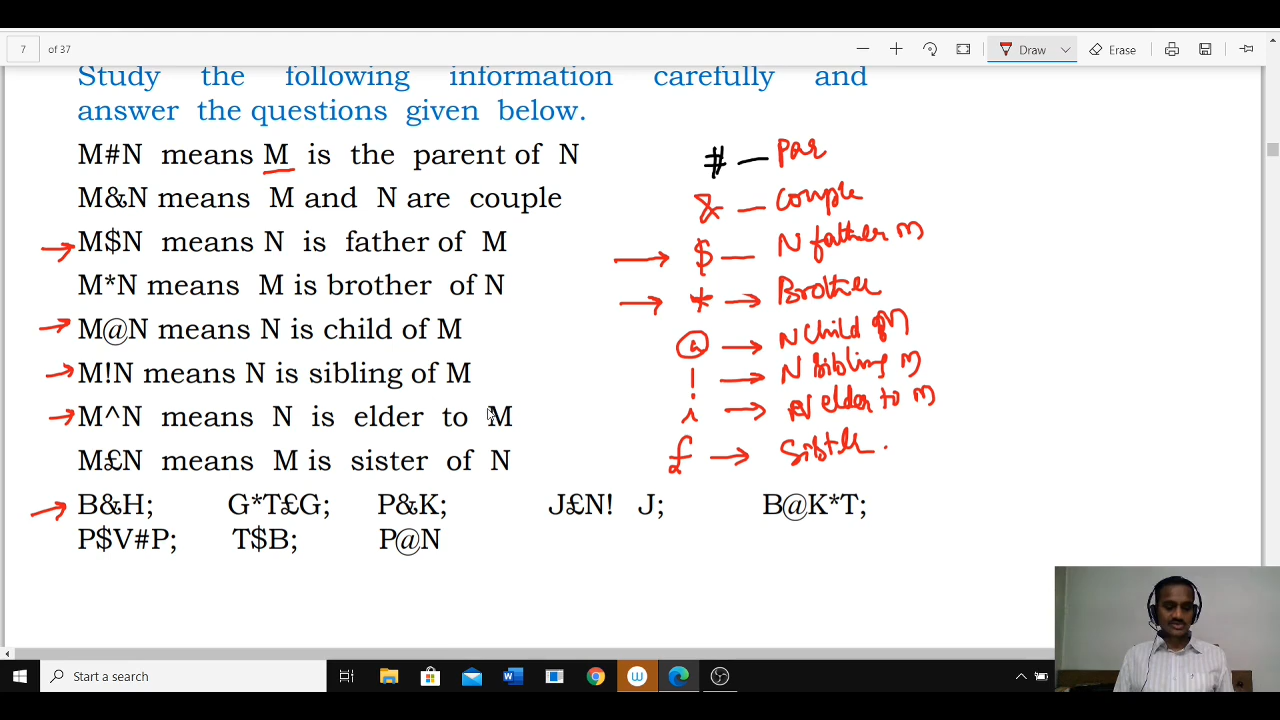 7 of 37
Draw
Erase
Study the following information carefully and
answer the questions given below.
M#N means M is the parent of N
M&N means M and N are couple
M$N means N is father of M
M*N means M is brother of N
M@N means N is child of M
M!N means N is sibling of M
M^N means N is elder to M
M£N means M is sister of N
B&H; G*T£G; P&K; J£N! J; B@K*T;
P$V#P; T$B; P@N
# — Par
& — couple
$ — N father M
* → Brother
@ → N child of M
! → N sibling M
i → N elder to M
£ → Sister.
Start a search